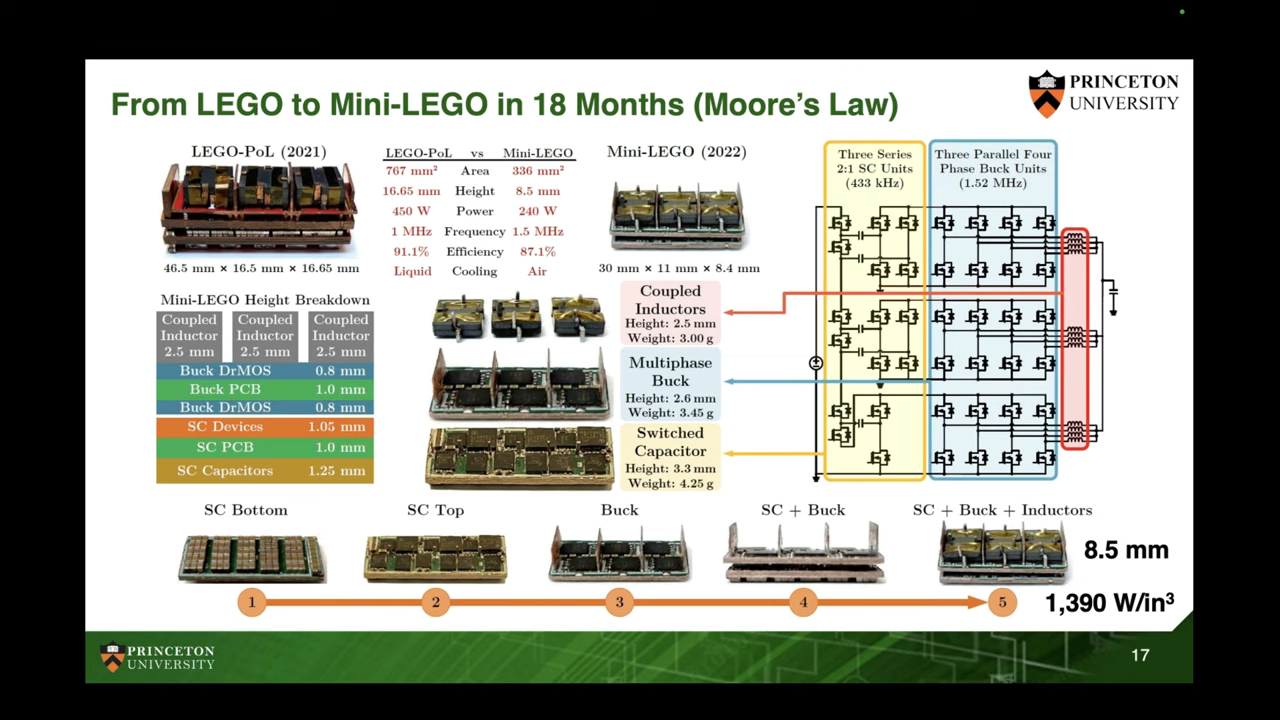 From LEGO to Mini-LEGO in 18 Months (Moore's Law)
PRINCETON
UNIVERSITY
LEGO-PoL (2021)
46.5 mm × 16.5 mm × 16.65 mm
LEGO-PoL vs Mini-LEGO
767 mm² Area 336 mm²
16.65 mm Height 8.5 mm
450 W Power 240 W
1 MHz Frequency 1.5 MHz
91.1% Efficiency 87.1%
Liquid Cooling Air
Mini-LEGO (2022)
30 mm × 11 mm × 8.4 mm
Three Series
2:1 SC Units
(433 kHz)
Three Parallel Four
Phase Buck Units
(1.52 MHz)
Mini-LEGO Height Breakdown
Coupled Coupled Coupled
Inductor Inductor Inductor
2.5 mm 2.5 mm 2.5 mm
Buck DrMOS 0.8 mm
Buck PCB 1.0 mm
Buck DrMOS 0.8 mm
SC Devices 1.05 mm
SC PCB 1.0 mm
SC Capacitors 1.25 mm
Coupled
Inductors
Height: 2.5 mm
Weight: 3.00 g
Multiphase
Buck
Height: 2.6 mm
Weight: 3.45 g
Switched
Capacitor
Height: 3.3 mm
Weight: 4.25 g
SC Bottom
SC Top
Buck
SC + Buck
SC + Buck + Inductors
8.5 mm
1 2 3 4 5
1,390 W/in³
PRINCETON
UNIVERSITY
17